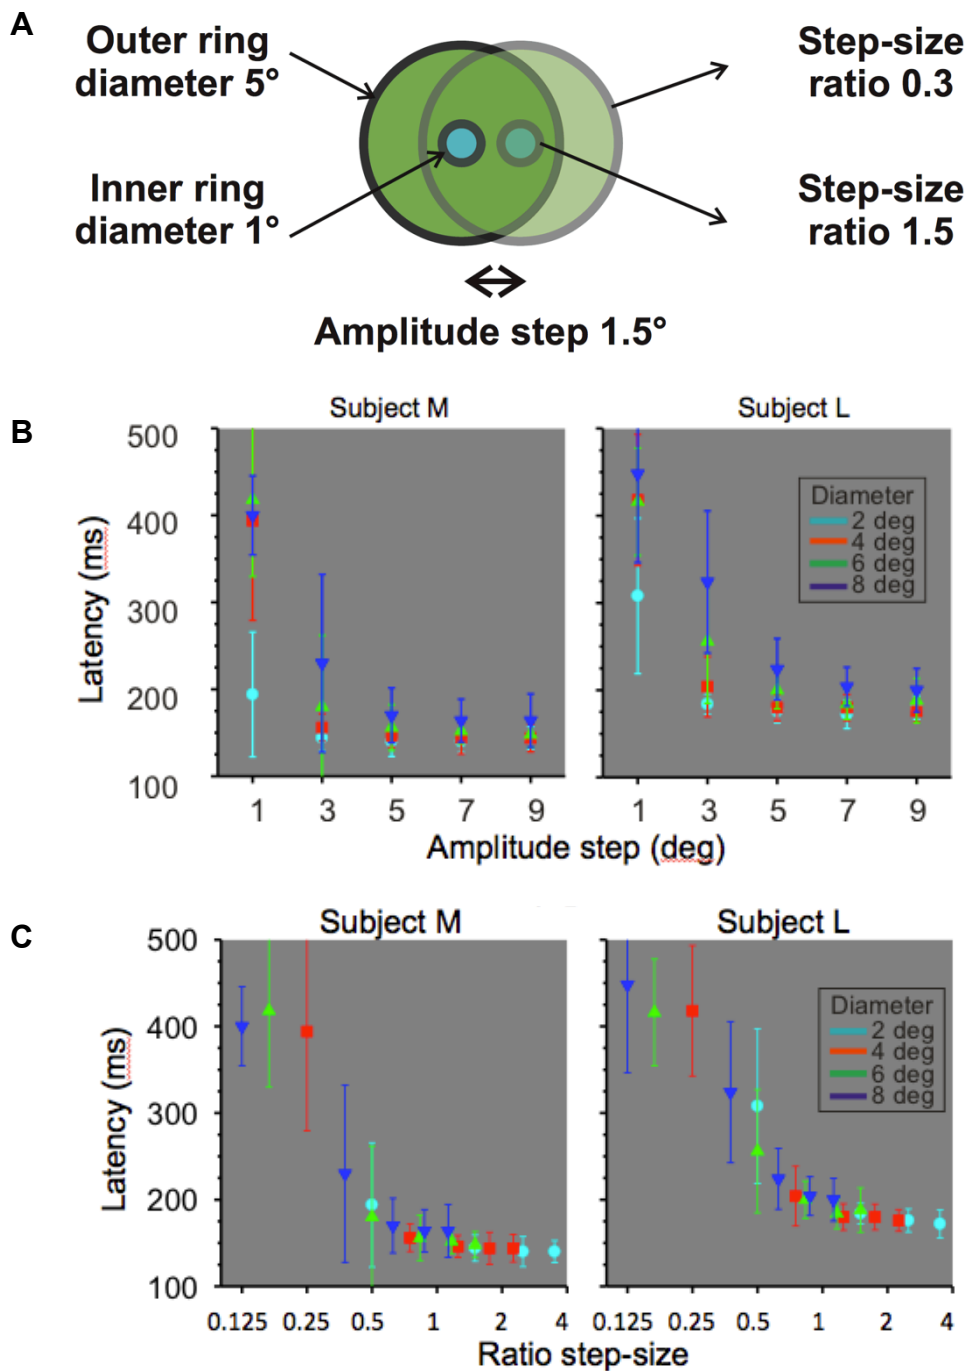 A
Outer ring
diameter 5°
Step-size
ratio 0.3
Inner ring
diameter 1°
Step-size
ratio 1.5
Amplitude step 1.5°
B
Subject M
Subject L
500
400
300
200
100
Latency (ms)
Diameter
2 deg
4 deg
6 deg
8 deg
1 3 5 7 9
1 3 5 7 9
Amplitude step (deg)
C
Subject M
Subject L
500
400
300
200
100
Latency (ms)
Diameter
2 deg
4 deg
6 deg
8 deg
0.125 0.25 0.5 1 2 4
0.125 0.25 0.5 1 2 4
Ratio step-size